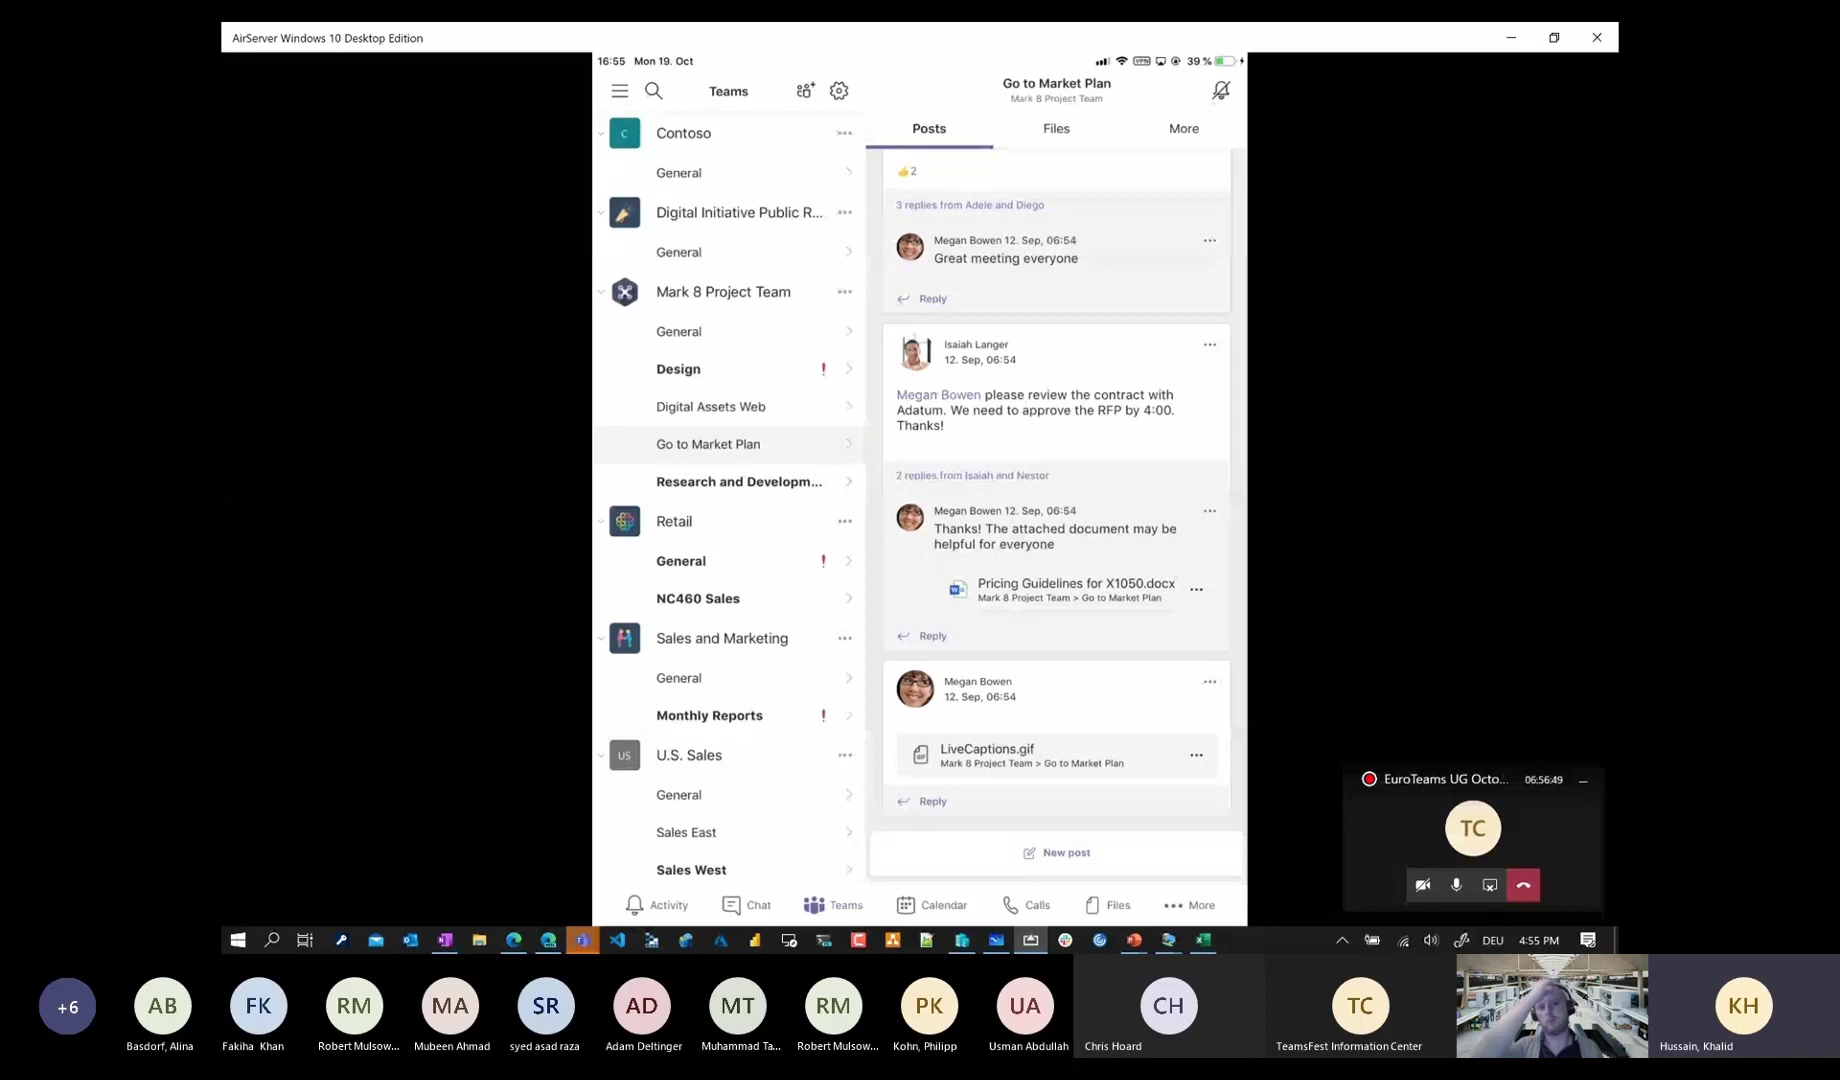 AirServer Windows 10 Desktop Edition
16:55 Mon 19. Oct
VPN
39 %
Teams
Contoso
C
General
Digital Initiative Public R...
General
Mark 8 Project Team
General
Design !
Digital Assets Web
Go to Market Plan
Research and Developm...
Retail
General !
NC460 Sales
Sales and Marketing
General
Monthly Reports !
US
U.S. Sales
General
Sales East
Sales West
Go to Market Plan
Mark 8 Project Team
Posts Files More
2
3 replies from Adele and Diego
Megan Bowen 12. Sep, 06:54
Great meeting everyone
Reply
Isaiah Langer
12. Sep, 06:54
Megan Bowen please review the contract with
Adatum. We need to approve the RFP by 4:00.
Thanks!
2 replies from Isaiah and Nestor
Megan Bowen 12. Sep, 06:54
Thanks! The attached document may be
helpful for everyone
Pricing Guidelines for X1050.docx
Mark 8 Project Team > Go to Market Plan
Reply
Megan Bowen
12. Sep, 06:54
LiveCaptions.gif
Mark 8 Project Team > Go to Market Plan
Reply
New post
Activity Chat Teams Calendar Calls Files More
EuroTeams UG Octo... 06:56:49
TC
DEU 4:55 PM
+6
AB
Basdorf, Alina
FK
Fakiha Khan
RM
Robert Mulsow...
MA
Mubeen Ahmad
SR
syed asad raza
AD
Adam Deltinger
MT
Muhammad Ta...
RM
Robert Mulsow...
PK
Kohn, Philipp
UA
Usman Abdullah
CH
Chris Hoard
TC
TeamsFest Information Center
KH
Hussain, Khalid